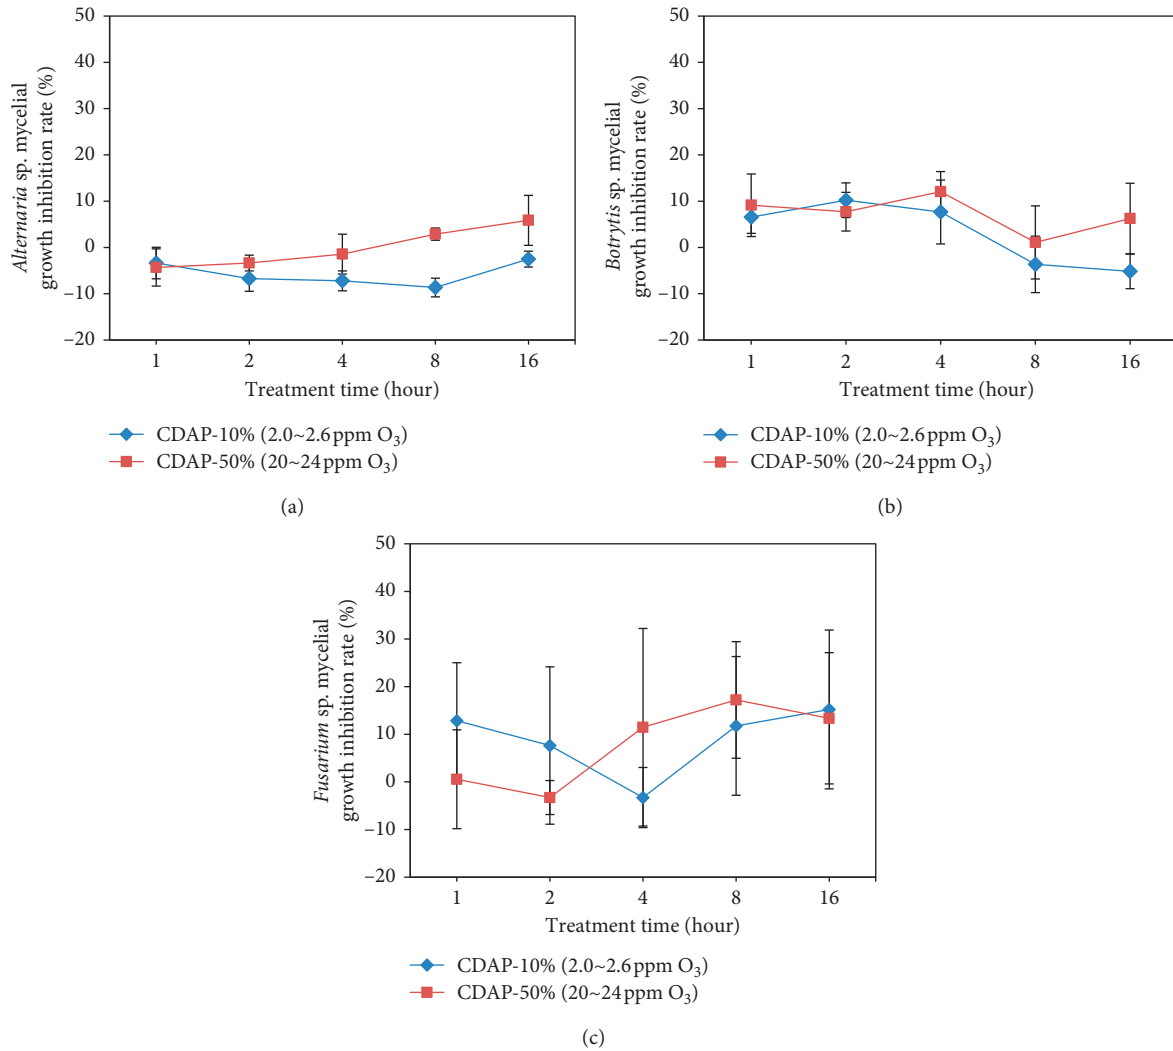 Alternaria sp. mycelial
growth inhibition rate (%)
50
40
30
20
10
0
−10
−20
1 2 4 8 16
Treatment time (hour)
CDAP-10% (2.0~2.6 ppm O₃)
CDAP-50% (20~24 ppm O₃)
(a)
Botrytis sp. mycelial
growth inhibition rate (%)
50
40
30
20
10
0
−10
−20
1 2 4 8 16
Treatment time (hour)
CDAP-10% (2.0~2.6 ppm O₃)
CDAP-50% (20~24 ppm O₃)
(b)
Fusarium sp. mycelial
growth inhibition rate (%)
50
40
30
20
10
0
−10
−20
1 2 4 8 16
Treatment time (hour)
CDAP-10% (2.0~2.6 ppm O₃)
CDAP-50% (20~24 ppm O₃)
(c)